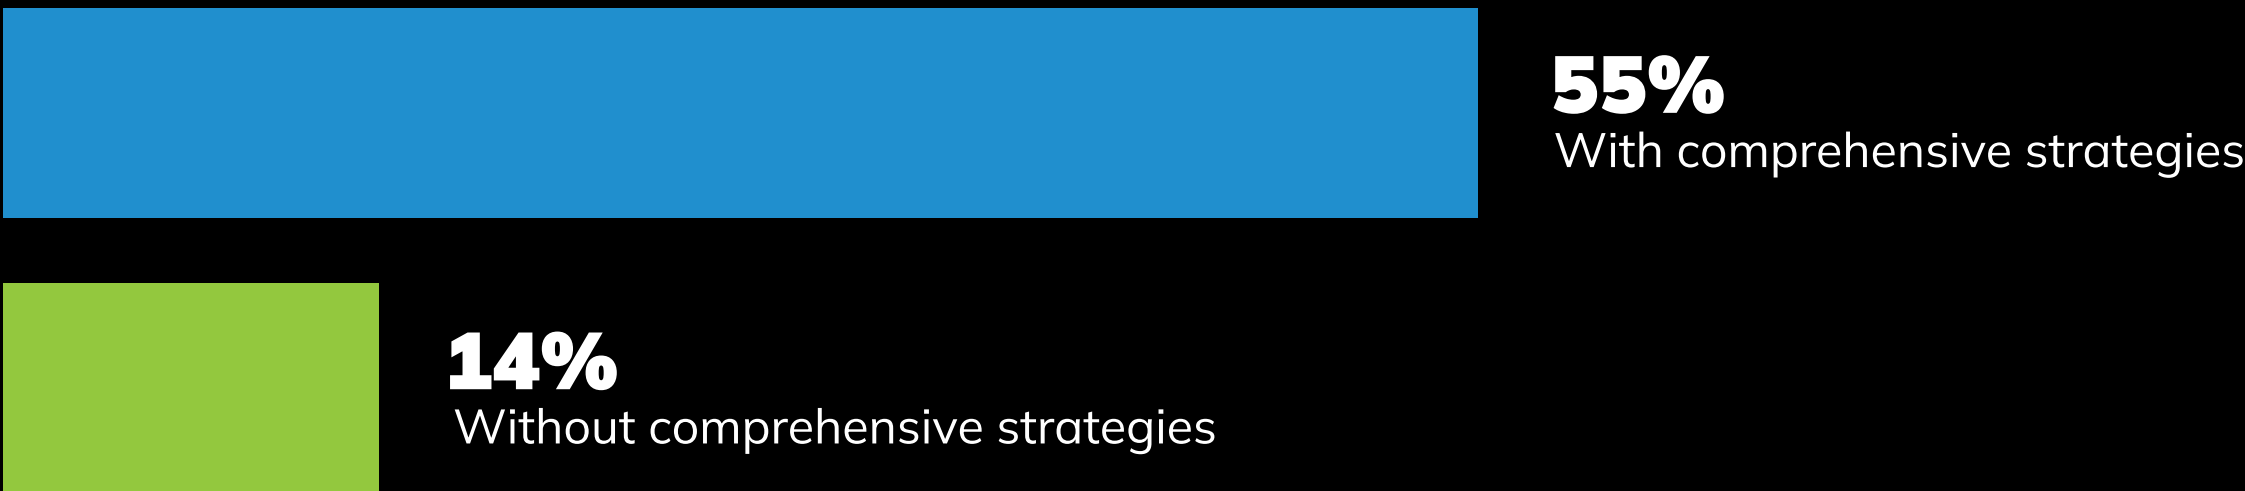 55%
With comprehensive strategies
14%
Without comprehensive strategies